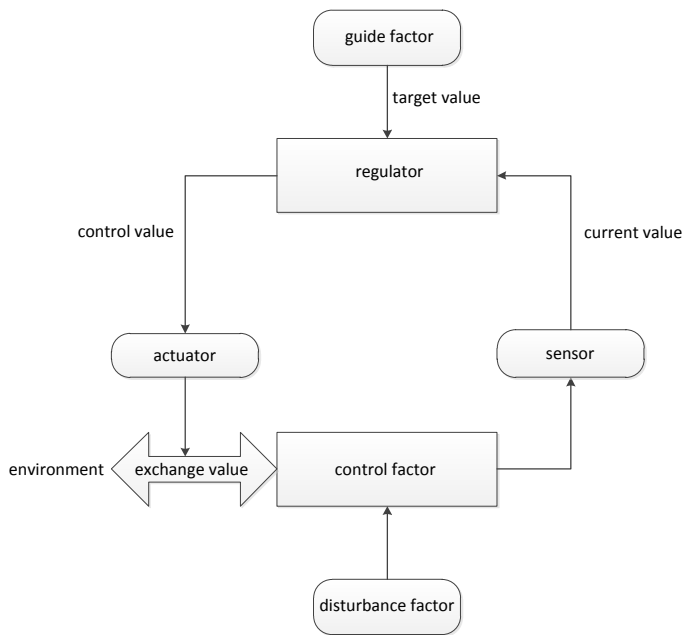 guide factor
target value
regulator
control value
current value
actuator
sensor
environment
exchange value
control factor
disturbance factor